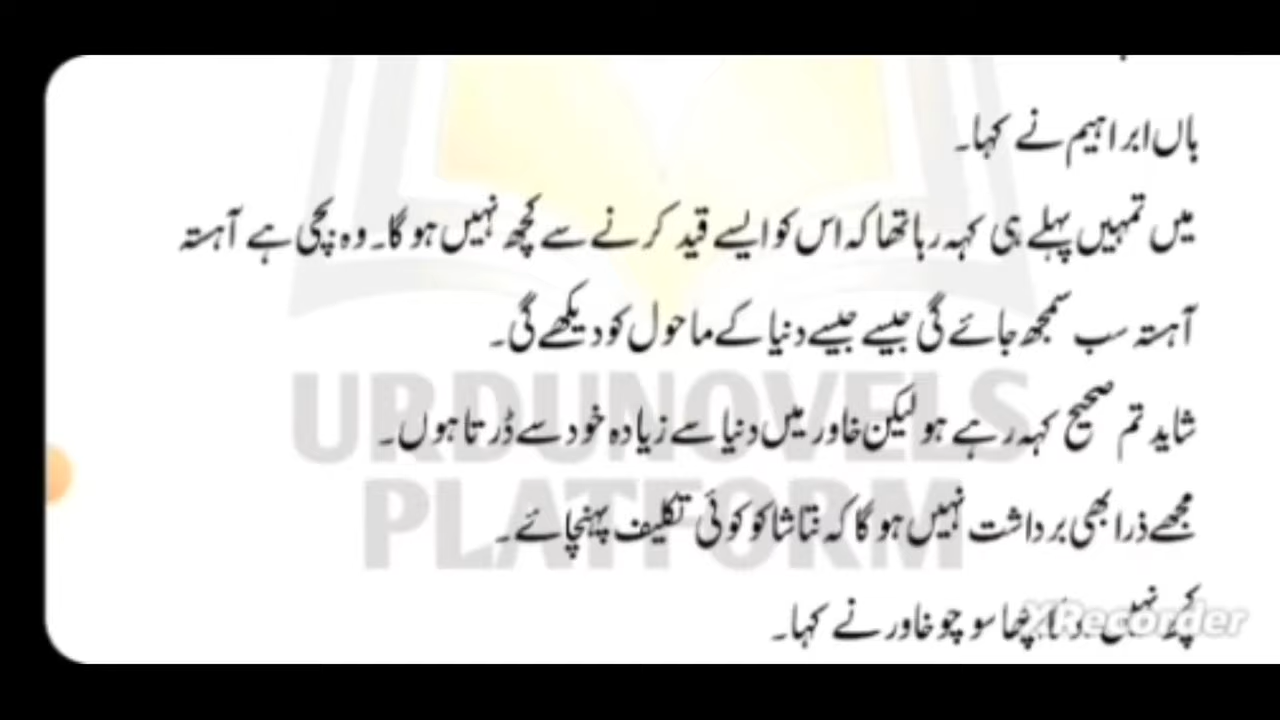 ہاں ابراہیم نے کہا۔
میں تمہیں پہلے ہی کہہ رہا تھا کہ اس کو ایسے قید کرنے سے کچھ نہیں ہو گا۔ وہ بچی ہے آہستہ
آہستہ سب سمجھ جائے گی جیسے جیسے دنیا کے ماحول کو دیکھے گی۔
شاید تم صحیح کہہ رہے ہو لیکن خاور میں دنیا سے زیادہ خود سے ڈرتا ہوں۔
مجھے ذرا بھی برداشت نہیں ہو گا کہ نتاشا کو کوئی تکلیف پہنچائے۔
کچھ نہیں اچھا سوچو خاور نے کہا۔
URDUNOVELS
PLATFORM
XRecorder